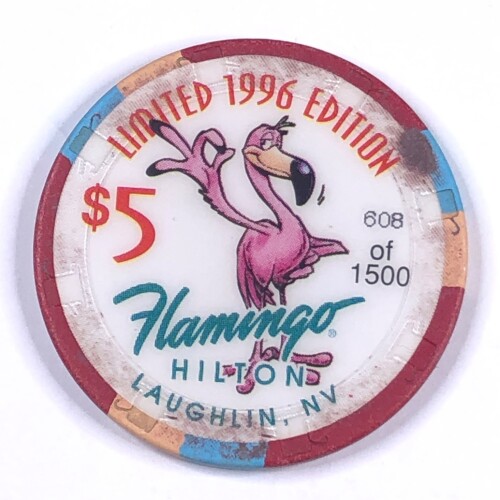 LIMITED 1996 EDITION
$5
608
of
1500
Flamingo®
HILTON
LAUGHLIN, NV